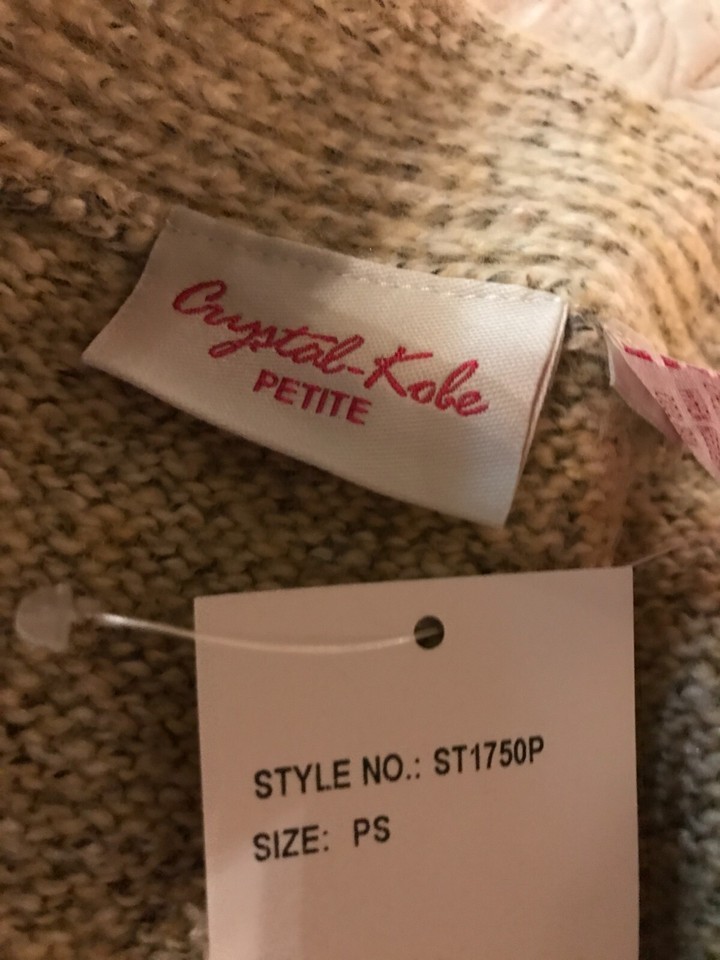 Crystal-Kobe
PETITE
STYLE NO.: ST1750P
SIZE: PS